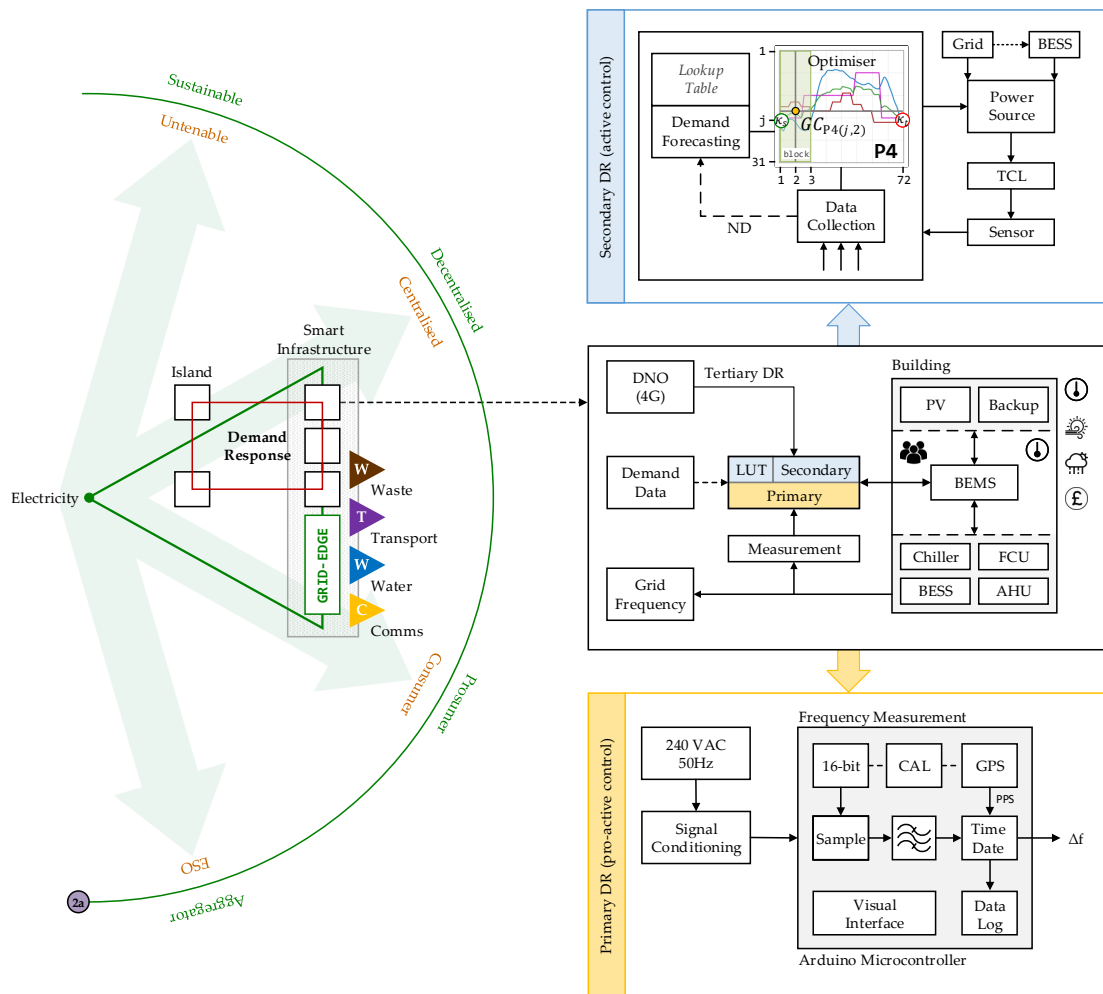 Sustainable
Untenable
Decentralised
Centralised
Smart
Infrastructure
Island
Demand
Response
Electricity
GRID-EDGE
W
Waste
T
Transport
W
Water
C
Comms
Consumer
Prosumer
ESO
Aggregator
2a
Secondary DR (active control)
Lookup
Table
Demand
Forecasting
Optimiser
1
j
31
Ks
GCP4(j,2)
Kt
P4
block
1
2
3
72
Data
Collection
ND
Grid
BESS
Power
Source
TCL
Sensor
DNO
(4G)
Tertiary DR
Building
PV
Backup
Demand
Data
LUT
Secondary
Primary
BEMS
Measurement
Grid
Frequency
Chiller
FCU
BESS
AHU
£
Primary DR (pro-active control)
240 VAC
50Hz
Signal
Conditioning
Frequency Measurement
16-bit
CAL
GPS
PPS
Sample
Time
Date
Δf
Visual
Interface
Data
Log
Arduino Microcontroller